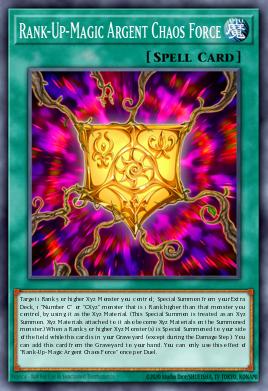 Rank-Up-Magic Argent Chaos Force 魔
[ Spell Card ]
Target 1 Rank 5 or higher Xyz Monster you control; Special Summon from your Extra
Deck, 1 "Number C" or "CXyz" monster that is 1 Rank higher than that monster you
control, by using it as the Xyz Material. (This Special Summon is treated as an Xyz
Summon. Xyz Materials attached to it also become Xyz Materials on the Summoned
monster.) When a Rank 5 or higher Xyz Monster(s) is Special Summoned to your side
of the field while this card is in your Graveyard (except during the Damage Step): You
can add this card from the Graveyard to your hand. You can only use this effect of
"Rank-Up-Magic Argent Chaos Force" once per Duel.